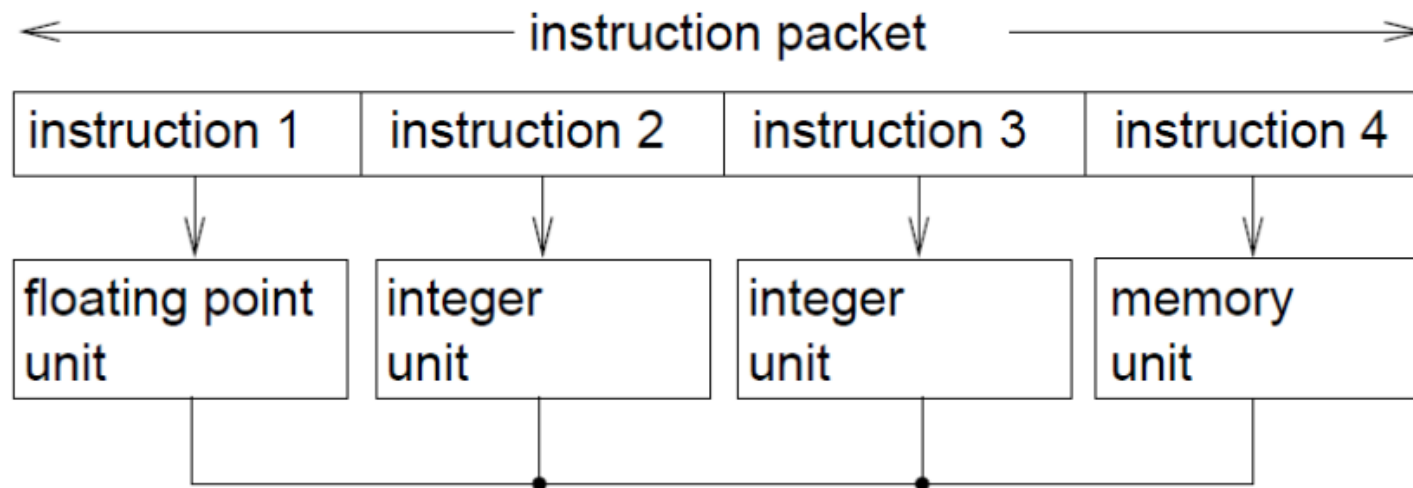 instruction packet
instruction 1 instruction 2 instruction 3 instruction 4
floating point unit
integer unit
integer unit
memory unit